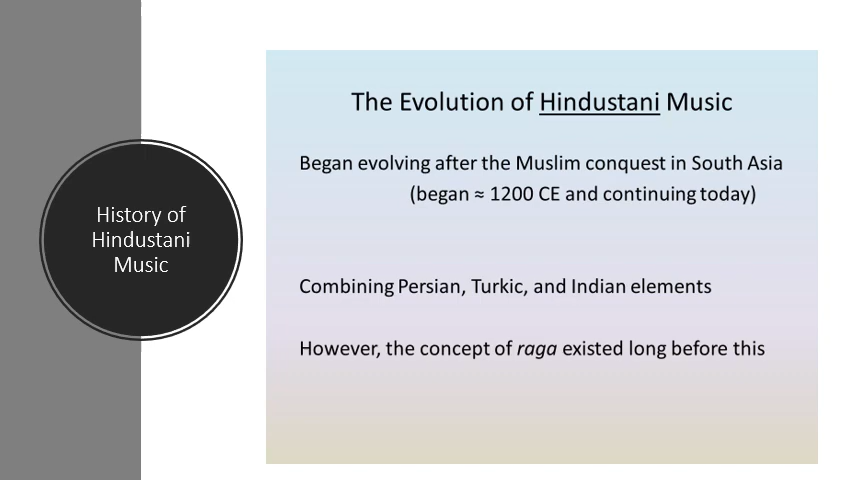 History of
Hindustani
Music
The Evolution of Hindustani Music
Began evolving after the Muslim conquest in South Asia
(began ≈ 1200 CE and continuing today)
Combining Persian, Turkic, and Indian elements
However, the concept of raga existed long before this